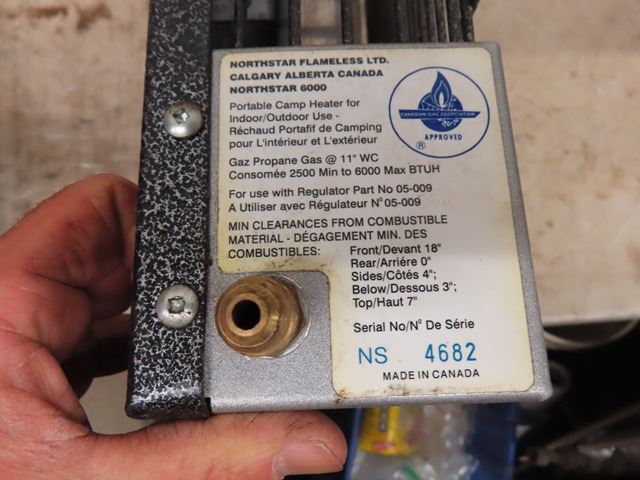 NORTHSTAR FLAMELESS LTD.
CALGARY ALBERTA CANADA
NORTHSTAR 6000
Portable Camp Heater for
Indoor/Outdoor Use -
Réchaud Portafif de Camping
pour L'intérieur et L'extérieur
Gaz Propane Gas @ 11" WC
Consomée 2500 Min to 6000 Max BTUH
For use with Regulator Part No 05-009
A Utiliser avec Régulateur N° 05-009
MIN CLEARANCES FROM COMBUSTIBLE
MATERIAL - DÉGAGEMENT MIN. DES
COMBUSTIBLES: Front/Devant 18"
Rear/Arriére 0"
Sides/Côtés 4";
Below/Dessous 3";
Top/Haut 7"
Serial No/N° De Série
NS 4682
MADE IN CANADA
CANADIAN GAS ASSOCIATION
APPROVED
®